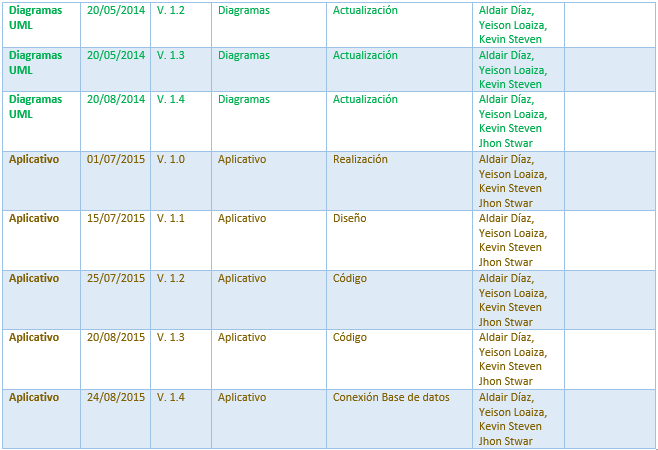 Diagramas UML 20/05/2014 V. 1.2 Diagramas Actualización Aldair Díaz, Yeison Loaiza, Kevin Steven
Diagramas UML 20/05/2014 V. 1.3 Diagramas Actualización Aldair Díaz, Yeison Loaiza, Kevin Steven
Diagramas UML 20/08/2014 V. 1.4 Diagramas Actualización Aldair Díaz, Yeison Loaiza, Kevin Steven Jhon Stwar
Aplicativo 01/07/2015 V. 1.0 Aplicativo Realización Aldair Díaz, Yeison Loaiza, Kevin Steven Jhon Stwar
Aplicativo 15/07/2015 V. 1.1 Aplicativo Diseño Aldair Díaz, Yeison Loaiza, Kevin Steven Jhon Stwar
Aplicativo 25/07/2015 V. 1.2 Aplicativo Código Aldair Díaz, Yeison Loaiza, Kevin Steven Jhon Stwar
Aplicativo 20/08/2015 V. 1.3 Aplicativo Código Aldair Díaz, Yeison Loaiza, Kevin Steven Jhon Stwar
Aplicativo 24/08/2015 V. 1.4 Aplicativo Conexión Base de datos Aldair Díaz, Yeison Loaiza, Kevin Steven Jhon Stwar